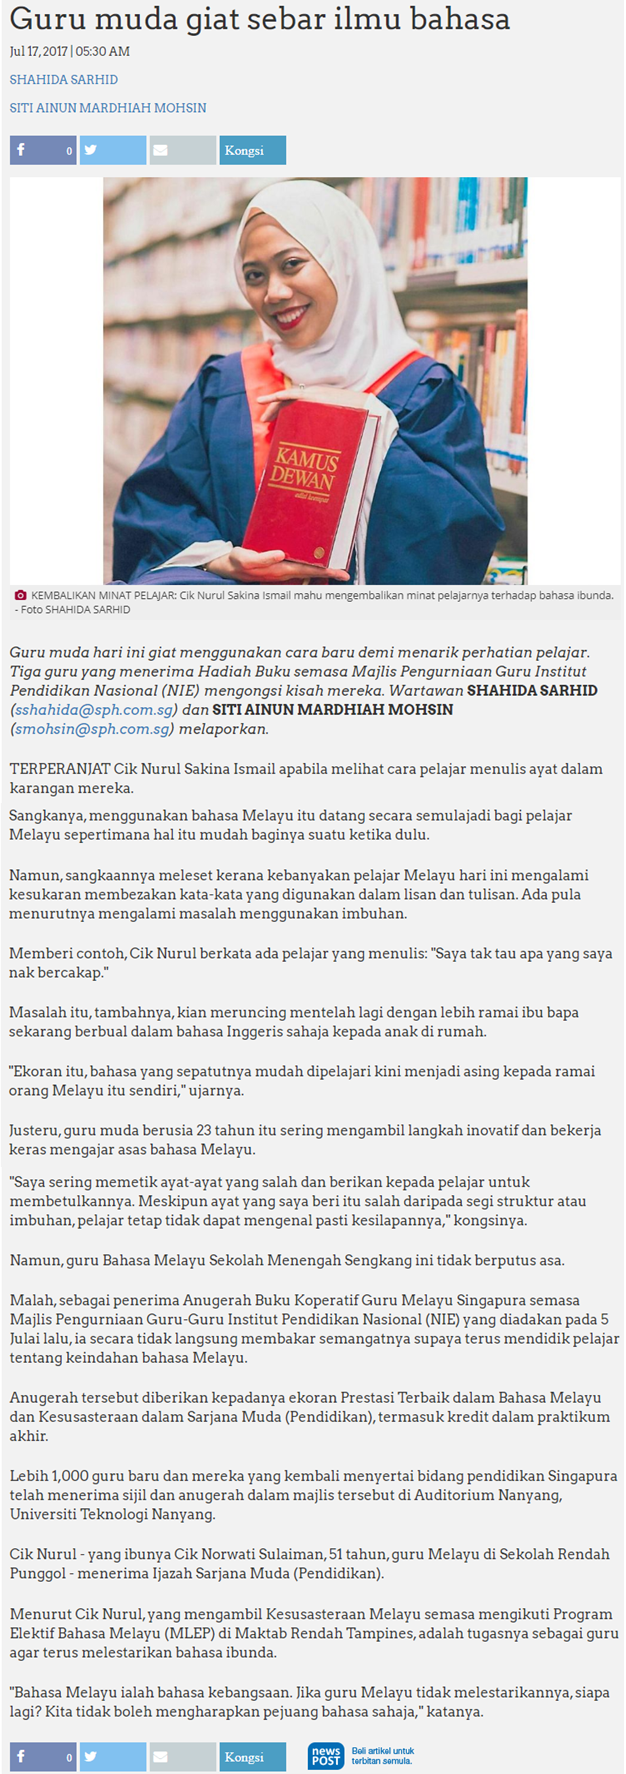 Guru muda giat sebar ilmu bahasa
Jul 17, 2017 | 05:30 AM
SHAHIDA SARHID
SITI AINUN MARDHIAH MOHSIN
0
Kongsi
KAMUS
DEWAN
edisi keempat
KEMBALIKAN MINAT PELAJAR: Cik Nurul Sakina Ismail mahu mengembalikan minat pelajarnya terhadap bahasa ibunda.
- Foto SHAHIDA SARHID
Guru muda hari ini giat menggunakan cara baru demi menarik perhatian pelajar.
Tiga guru yang menerima Hadiah Buku semasa Majlis Pengurniaan Guru Institut
Pendidikan Nasional (NIE) mengongsi kisah mereka. Wartawan SHAHIDA SARHID
(sshahida@sph.com.sg) dan SITI AINUN MARDHIAH MOHSIN
(smohsin@sph.com.sg) melaporkan.
TERPERANJAT Cik Nurul Sakina Ismail apabila melihat cara pelajar menulis ayat dalam
karangan mereka.
Sangkanya, menggunakan bahasa Melayu itu datang secara semulajadi bagi pelajar
Melayu sepertimana hal itu mudah baginya suatu ketika dulu.
Namun, sangkaannya meleset kerana kebanyakan pelajar Melayu hari ini mengalami
kesukaran membezakan kata-kata yang digunakan dalam lisan dan tulisan. Ada pula
menurutnya mengalami masalah menggunakan imbuhan.
Memberi contoh, Cik Nurul berkata ada pelajar yang menulis: "Saya tak tau apa yang saya
nak bercakap."
Masalah itu, tambahnya, kian meruncing mentelah lagi dengan lebih ramai ibu bapa
sekarang berbual dalam bahasa Inggeris sahaja kepada anak di rumah.
"Ekoran itu, bahasa yang sepatutnya mudah dipelajari kini menjadi asing kepada ramai
orang Melayu itu sendiri," ujarnya.
Justeru, guru muda berusia 23 tahun itu sering mengambil langkah inovatif dan bekerja
keras mengajar asas bahasa Melayu.
"Saya sering memetik ayat-ayat yang salah dan berikan kepada pelajar untuk
membetulkannya. Meskipun ayat yang saya beri itu salah daripada segi struktur atau
imbuhan, pelajar tetap tidak dapat mengenal pasti kesilapannya," kongsinya.
Namun, guru Bahasa Melayu Sekolah Menengah Sengkang ini tidak berputus asa.
Malah, sebagai penerima Anugerah Buku Koperatif Guru Melayu Singapura semasa
Majlis Pengurniaan Guru-Guru Institut Pendidikan Nasional (NIE) yang diadakan pada 5
Julai lalu, ia secara tidak langsung membakar semangatnya supaya terus mendidik pelajar
tentang keindahan bahasa Melayu.
Anugerah tersebut diberikan kepadanya ekoran Prestasi Terbaik dalam Bahasa Melayu
dan Kesusasteraan dalam Sarjana Muda (Pendidikan), termasuk kredit dalam praktikum
akhir.
Lebih 1,000 guru baru dan mereka yang kembali menyertai bidang pendidikan Singapura
telah menerima sijil dan anugerah dalam majlis tersebut di Auditorium Nanyang,
Universiti Teknologi Nanyang.
Cik Nurul - yang ibunya Cik Norwati Sulaiman, 51 tahun, guru Melayu di Sekolah Rendah
Punggol - menerima Ijazah Sarjana Muda (Pendidikan).
Menurut Cik Nurul, yang mengambil Kesusasteraan Melayu semasa mengikuti Program
Elektif Bahasa Melayu (MLEP) di Maktab Rendah Tampines, adalah tugasnya sebagai guru
agar terus melestarikan bahasa ibunda.
"Bahasa Melayu ialah bahasa kebangsaan. Jika guru Melayu tidak melestarikannya, siapa
lagi? Kita tidak boleh mengharapkan pejuang bahasa sahaja," katanya.
0
Kongsi
news
POST
Beli artikel untuk
terbitan semula.